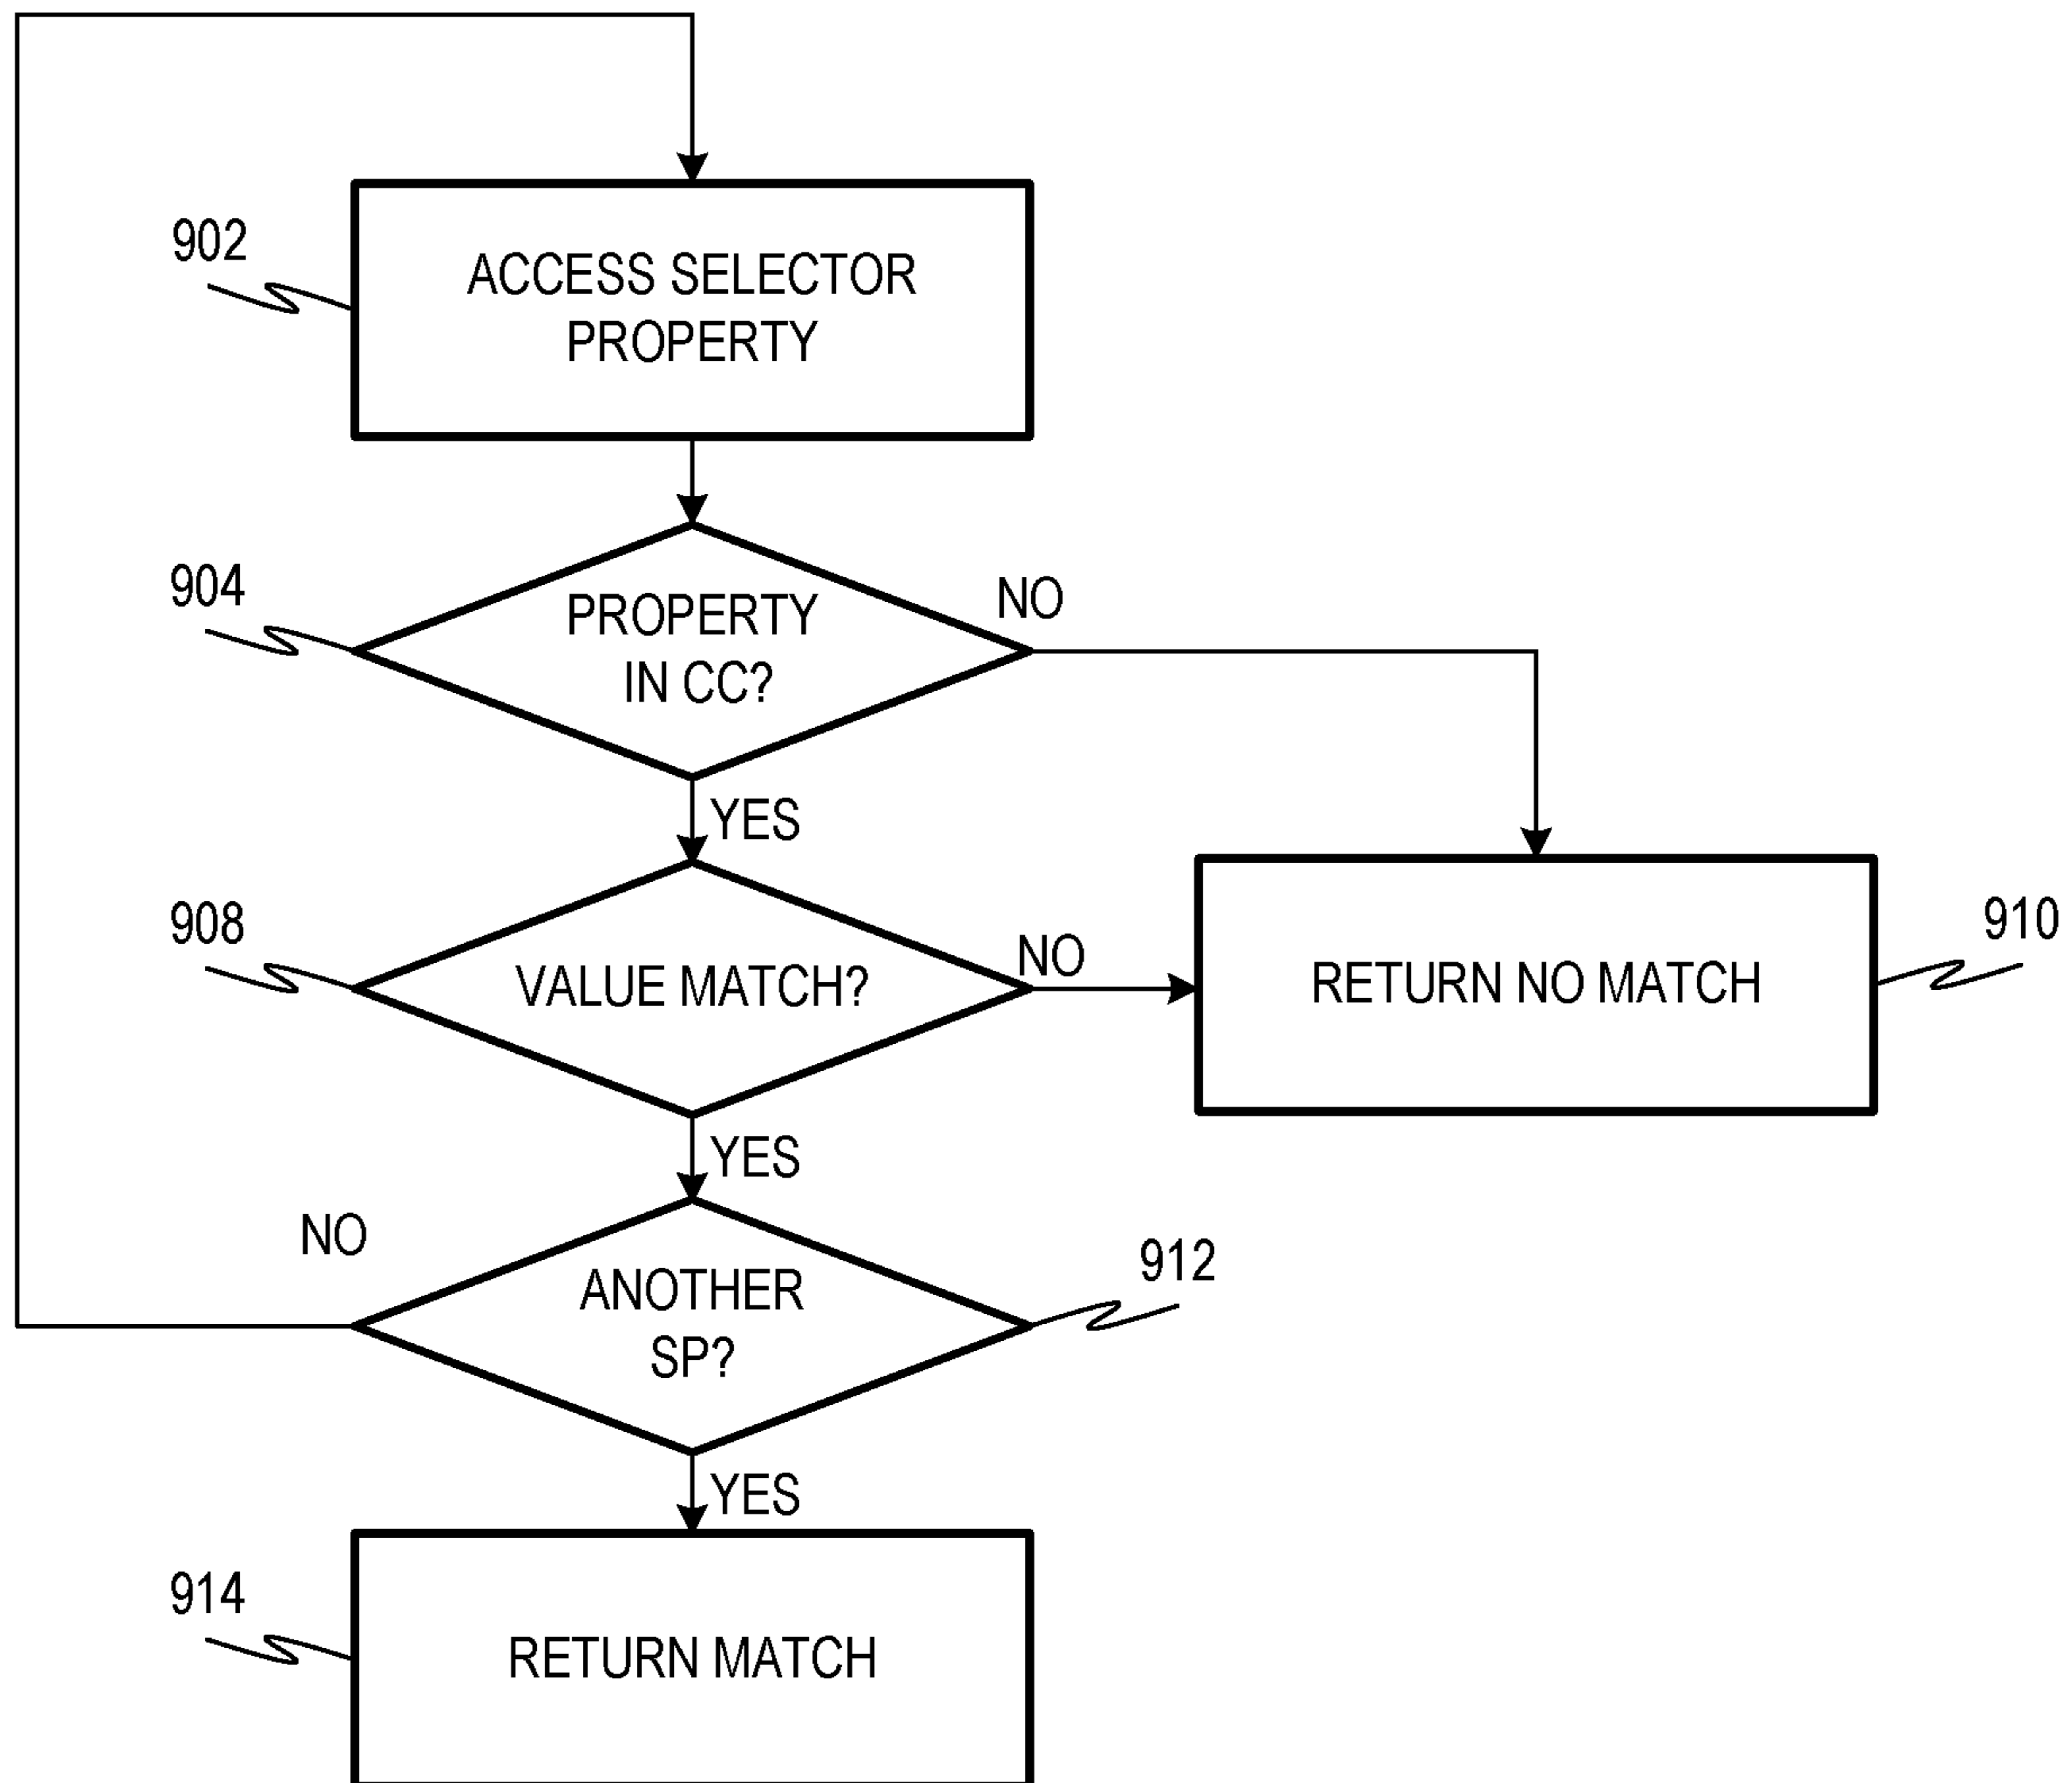 902
ACCESS SELECTOR
PROPERTY
904
PROPERTY
IN CC?
NO
YES
908
VALUE MATCH?
NO
RETURN NO MATCH
910
YES
NO
ANOTHER
SP?
912
YES
914
RETURN MATCH